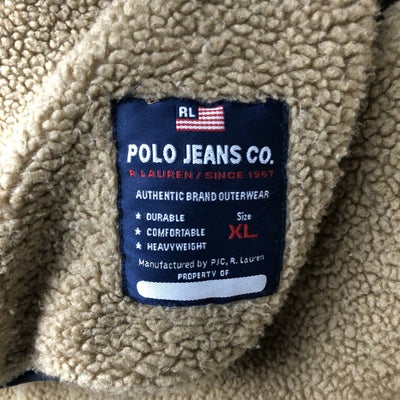 RL
POLO JEANS CO.
R. LAUREN / SINCE 1967
AUTHENTIC BRAND OUTERWEAR
★ DURABLE
★ COMFORTABLE
★ HEAVYWEIGHT
Size
XL
Manufactured by PJC, R. Lauren
PROPERTY OF